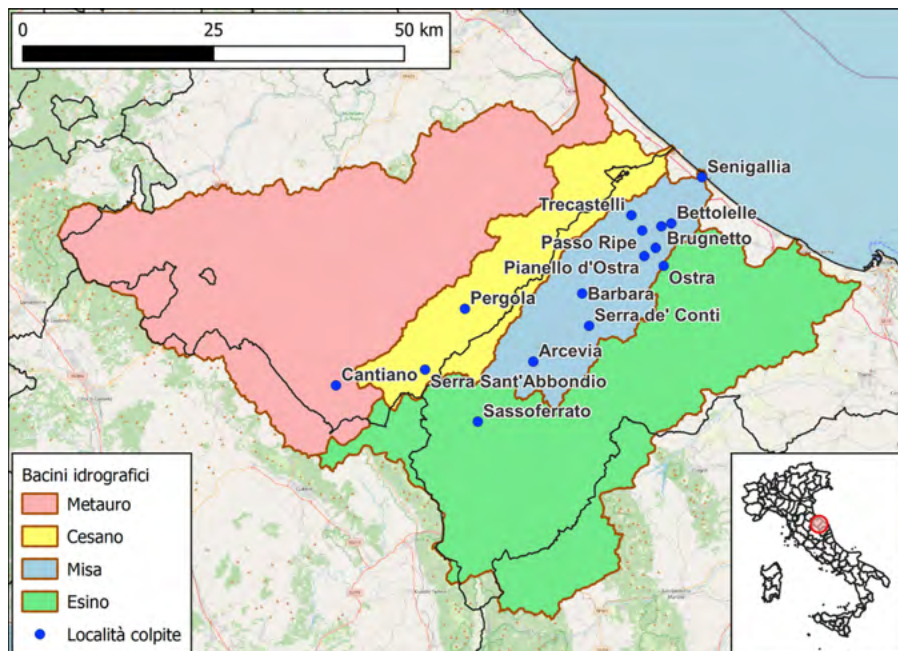 0 25 50 km
Senigallia
Trecastelli
Bettolelle
Passo Ripe
Brugnetto
Pianello d'Ostra
Ostra
Pergola
Barbara
Serra de' Conti
Arcevia
Cantiano
Serra Sant'Abbondio
Sassoferrato
Bacini idrografici
Metauro
Cesano
Misa
Esino
Località colpite